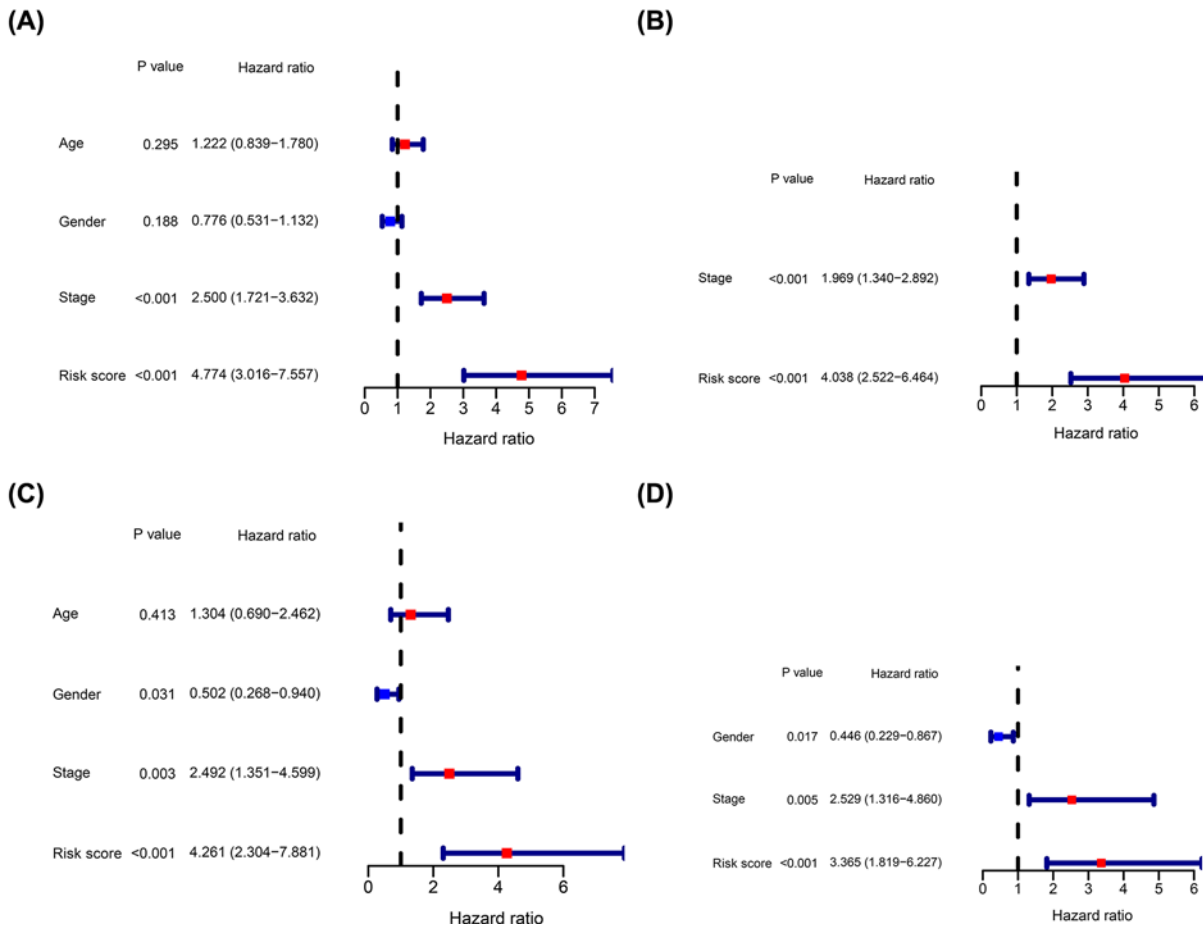 (A)
P value Hazard ratio
Age 0.295 1.222 (0.839−1.780)
Gender 0.188 0.776 (0.531−1.132)
Stage <0.001 2.500 (1.721−3.632)
Risk score <0.001 4.774 (3.016−7.557)
0 1 2 3 4 5 6 7
Hazard ratio
(B)
P value Hazard ratio
Stage <0.001 1.969 (1.340−2.892)
Risk score <0.001 4.038 (2.522−6.464)
0 1 2 3 4 5 6
Hazard ratio
(C)
P value Hazard ratio
Age 0.413 1.304 (0.690−2.462)
Gender 0.031 0.502 (0.268−0.940)
Stage 0.003 2.492 (1.351−4.599)
Risk score <0.001 4.261 (2.304−7.881)
0 2 4 6
Hazard ratio
(D)
P value Hazard ratio
Gender 0.017 0.446 (0.229−0.867)
Stage 0.005 2.529 (1.316−4.860)
Risk score <0.001 3.365 (1.819−6.227)
0 1 2 3 4 5 6
Hazard ratio